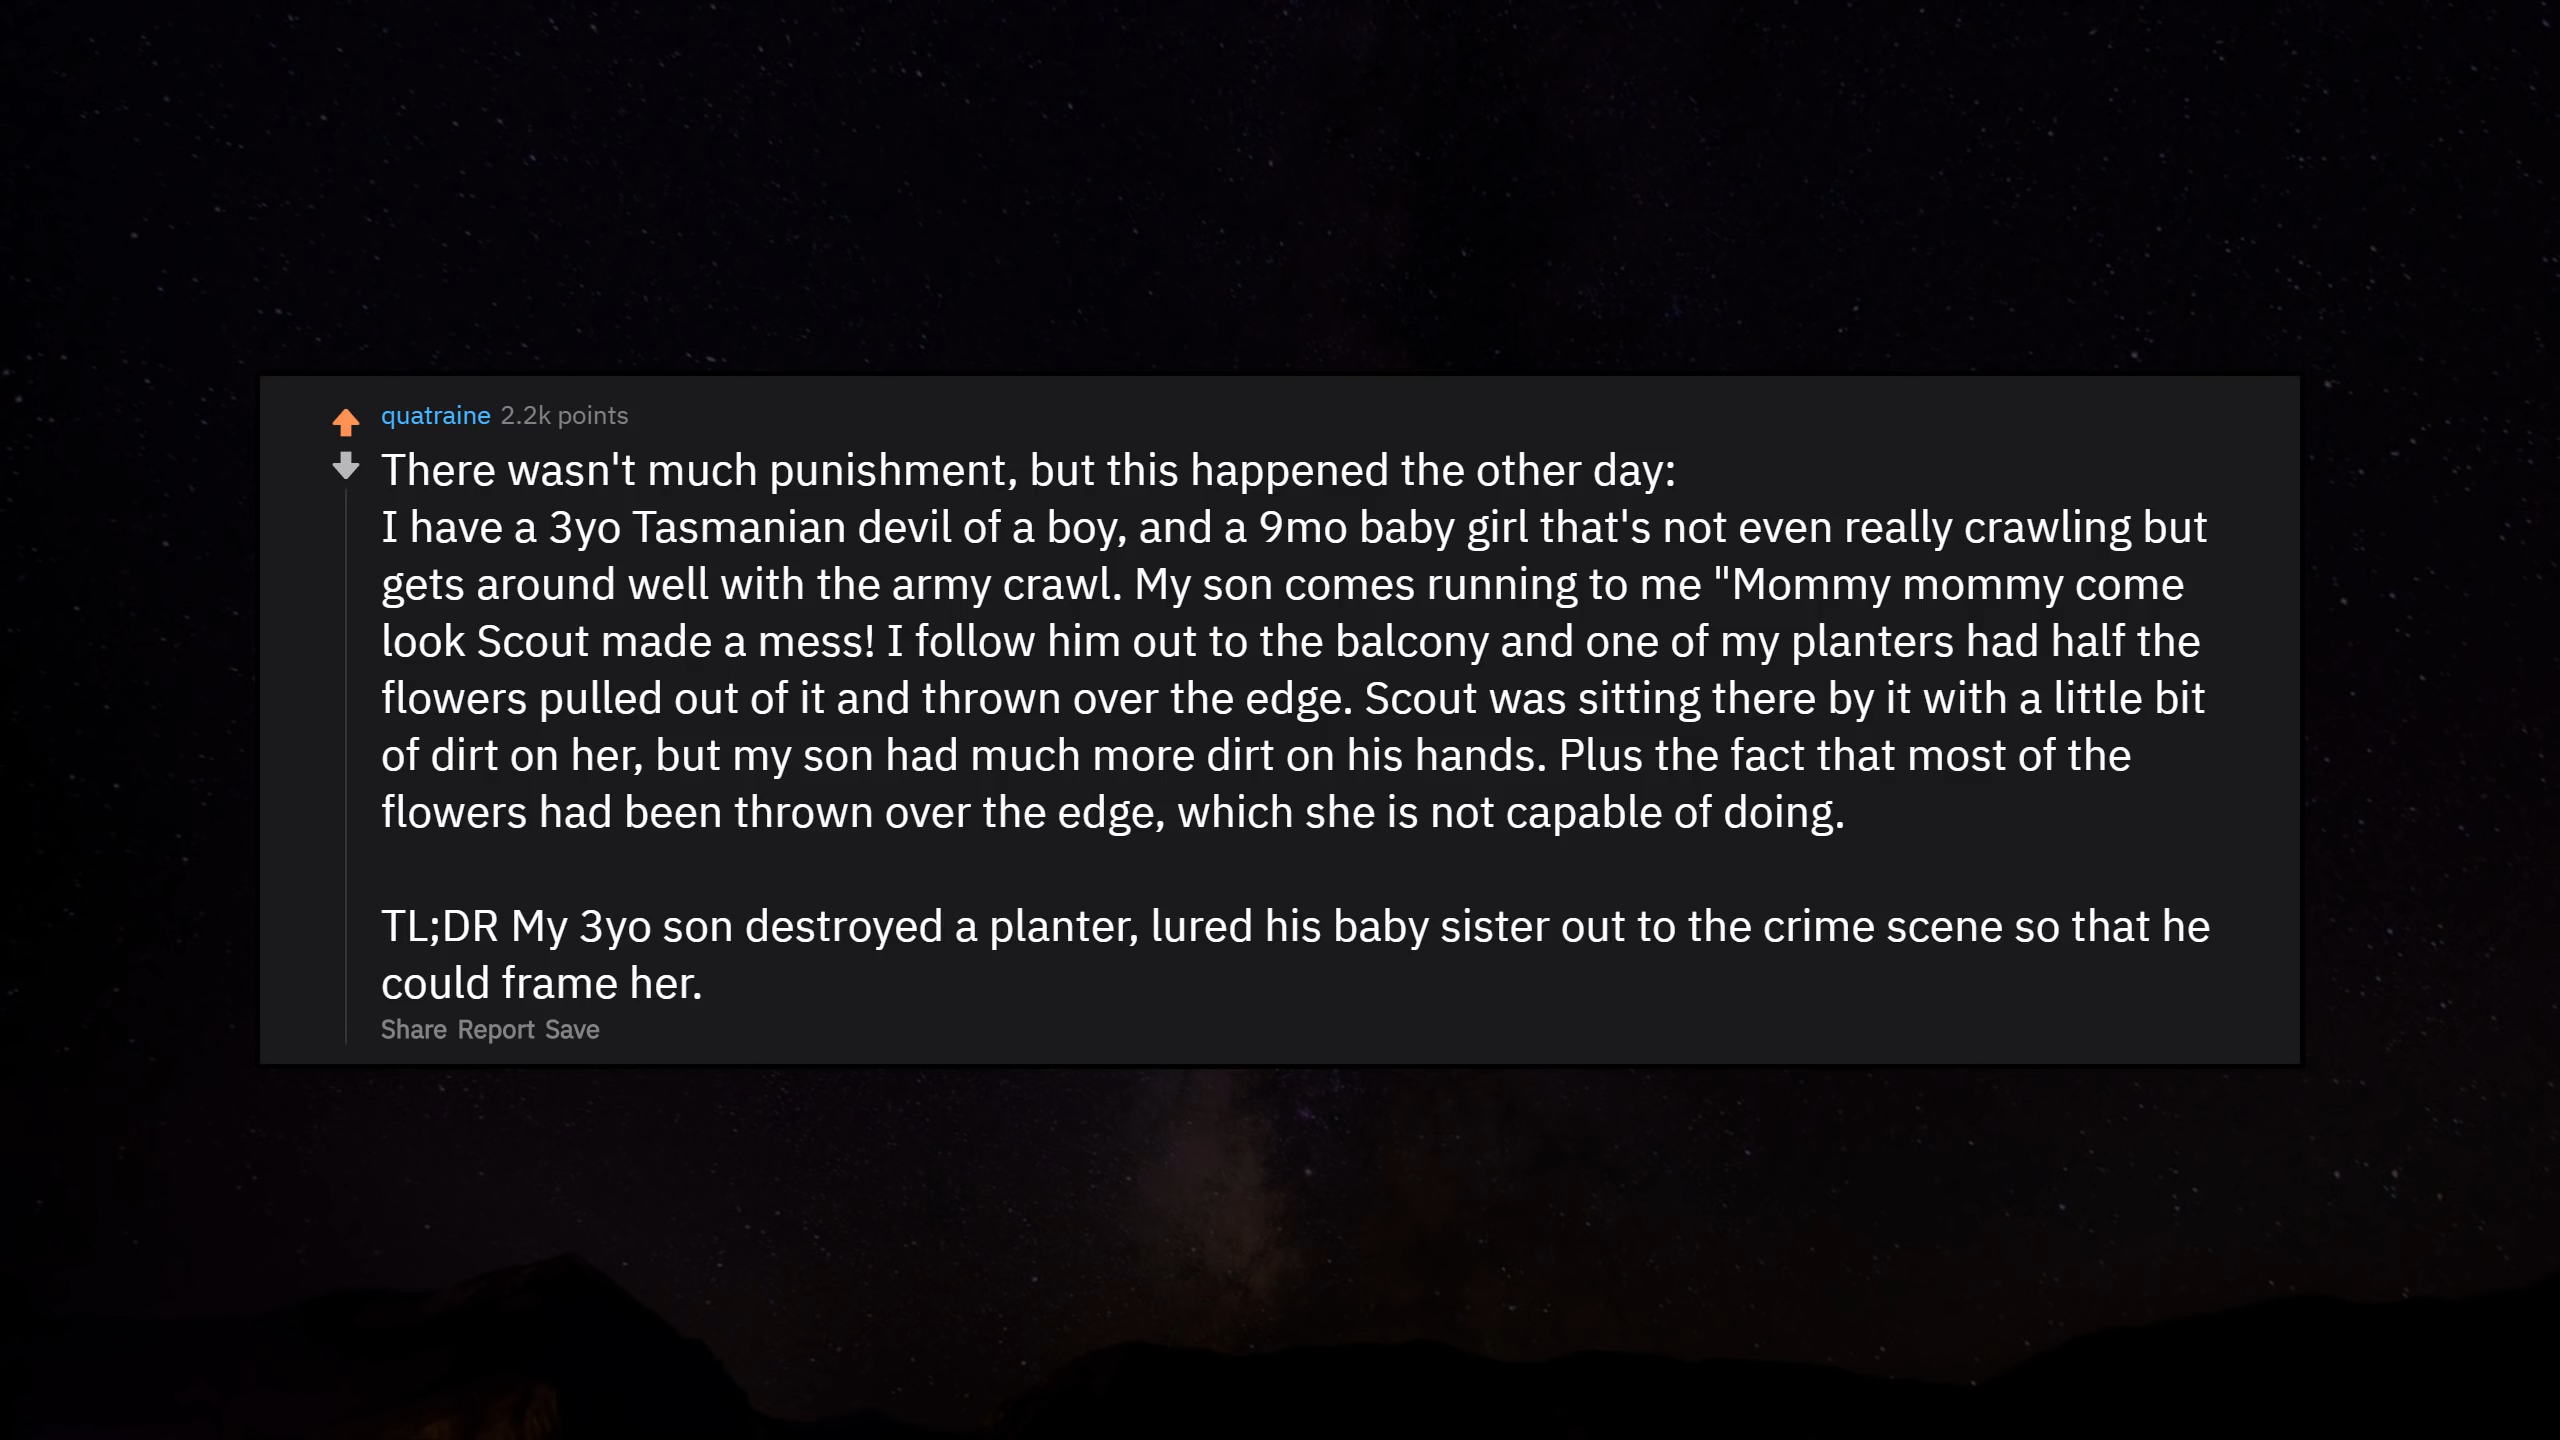 quatraine 2.2k points
There wasn't much punishment, but this happened the other day:
I have a 3yo Tasmanian devil of a boy, and a 9mo baby girl that's not even really crawling but
gets around well with the army crawl. My son comes running to me "Mommy mommy come
look Scout made a mess! I follow him out to the balcony and one of my planters had half the
flowers pulled out of it and thrown over the edge. Scout was sitting there by it with a little bit
of dirt on her, but my son had much more dirt on his hands. Plus the fact that most of the
flowers had been thrown over the edge, which she is not capable of doing.
TL;DR My 3yo son destroyed a planter, lured his baby sister out to the crime scene so that he
could frame her.
Share Report Save